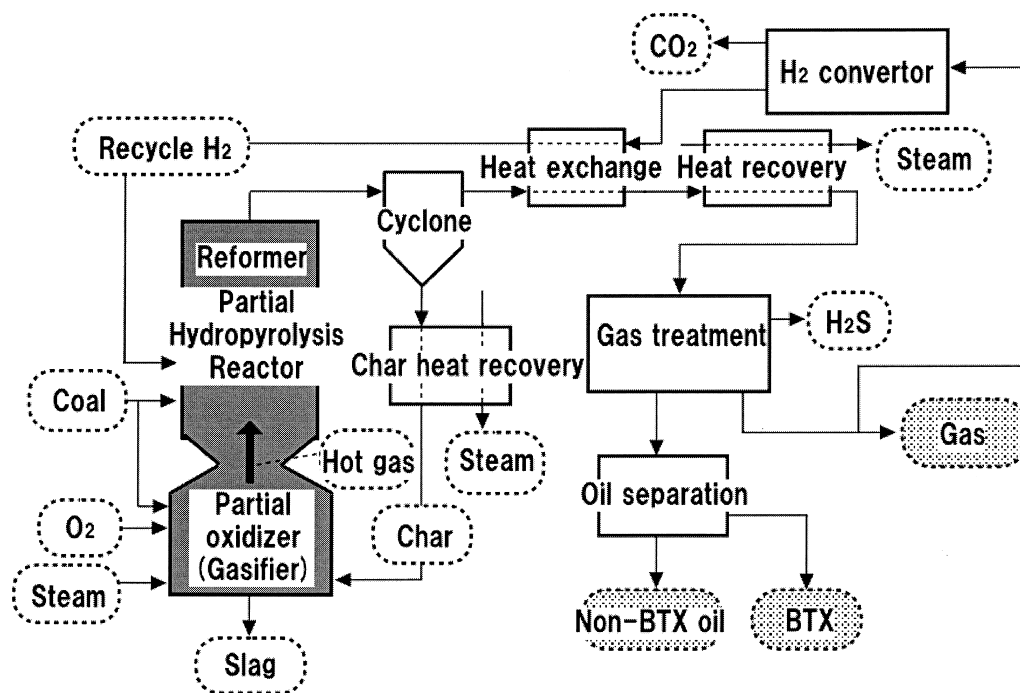 CO₂
H₂ convertor
Recycle H₂
Heat exchange
Heat recovery
Steam
Cyclone
Reformer
Partial
Hydropyrolysis
Reactor
Gas treatment
H₂S
Char heat recovery
Coal
Gas
Hot gas
Steam
Oil separation
Partial
oxidizer
(Gasifier)
O₂
Char
Steam
Non-BTX oil
BTX
Slag